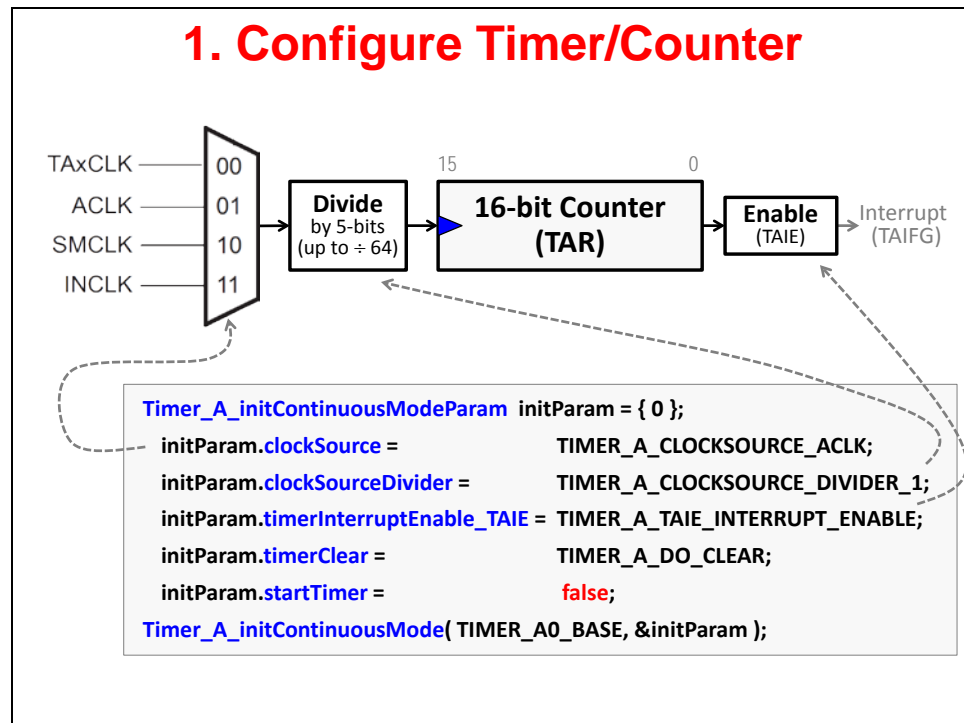 1. Configure Timer/Counter
TAxCLK
ACLK
SMCLK
INCLK
00
01
10
11
Divide
by 5-bits
(up to ÷ 64)
15 0
16-bit Counter
(TAR)
Enable
(TAIE)
Interrupt
(TAIFG)
Timer_A_initContinuousModeParam initParam = { 0 };
initParam.clockSource = TIMER_A_CLOCKSOURCE_ACLK;
initParam.clockSourceDivider = TIMER_A_CLOCKSOURCE_DIVIDER_1;
initParam.timerInterruptEnable_TAIE = TIMER_A_TAIE_INTERRUPT_ENABLE;
initParam.timerClear = TIMER_A_DO_CLEAR;
initParam.startTimer = false;
Timer_A_initContinuousMode( TIMER_A0_BASE, &initParam );